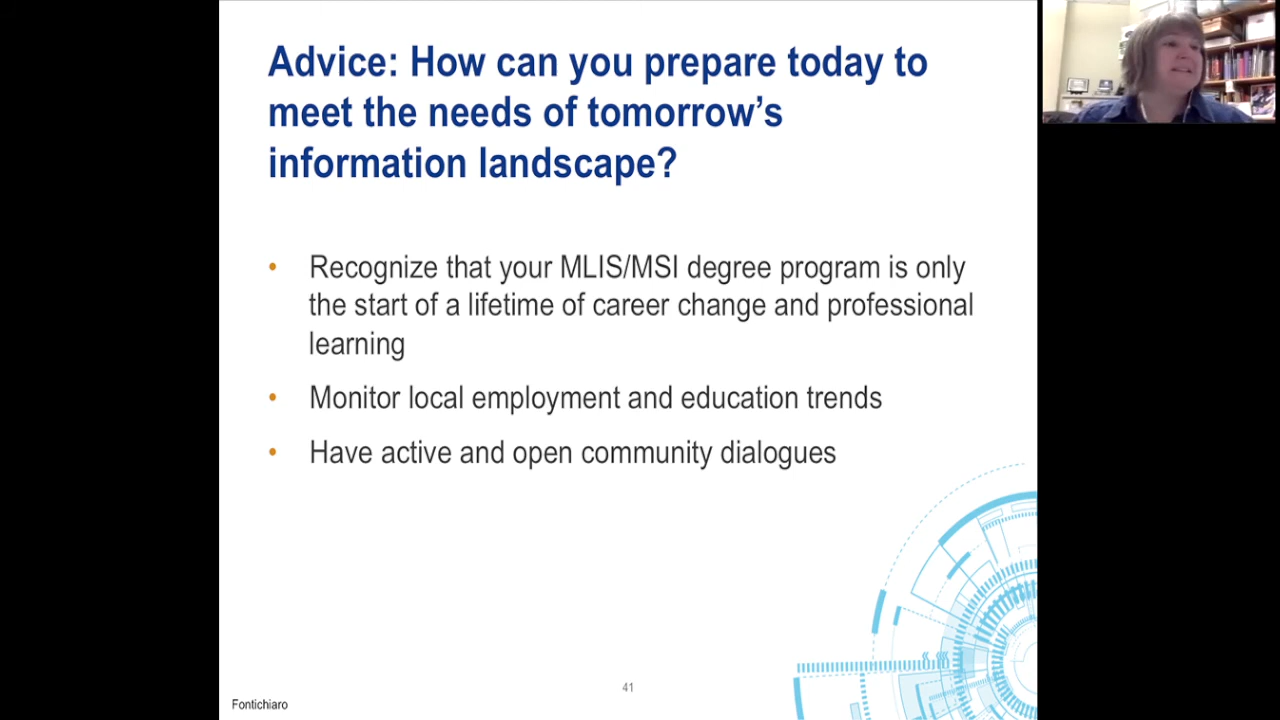 Advice: How can you prepare today to
meet the needs of tomorrow’s
information landscape?
• Recognize that your MLIS/MSI degree program is only
the start of a lifetime of career change and professional
learning
• Monitor local employment and education trends
• Have active and open community dialogues
41
Fontichiaro